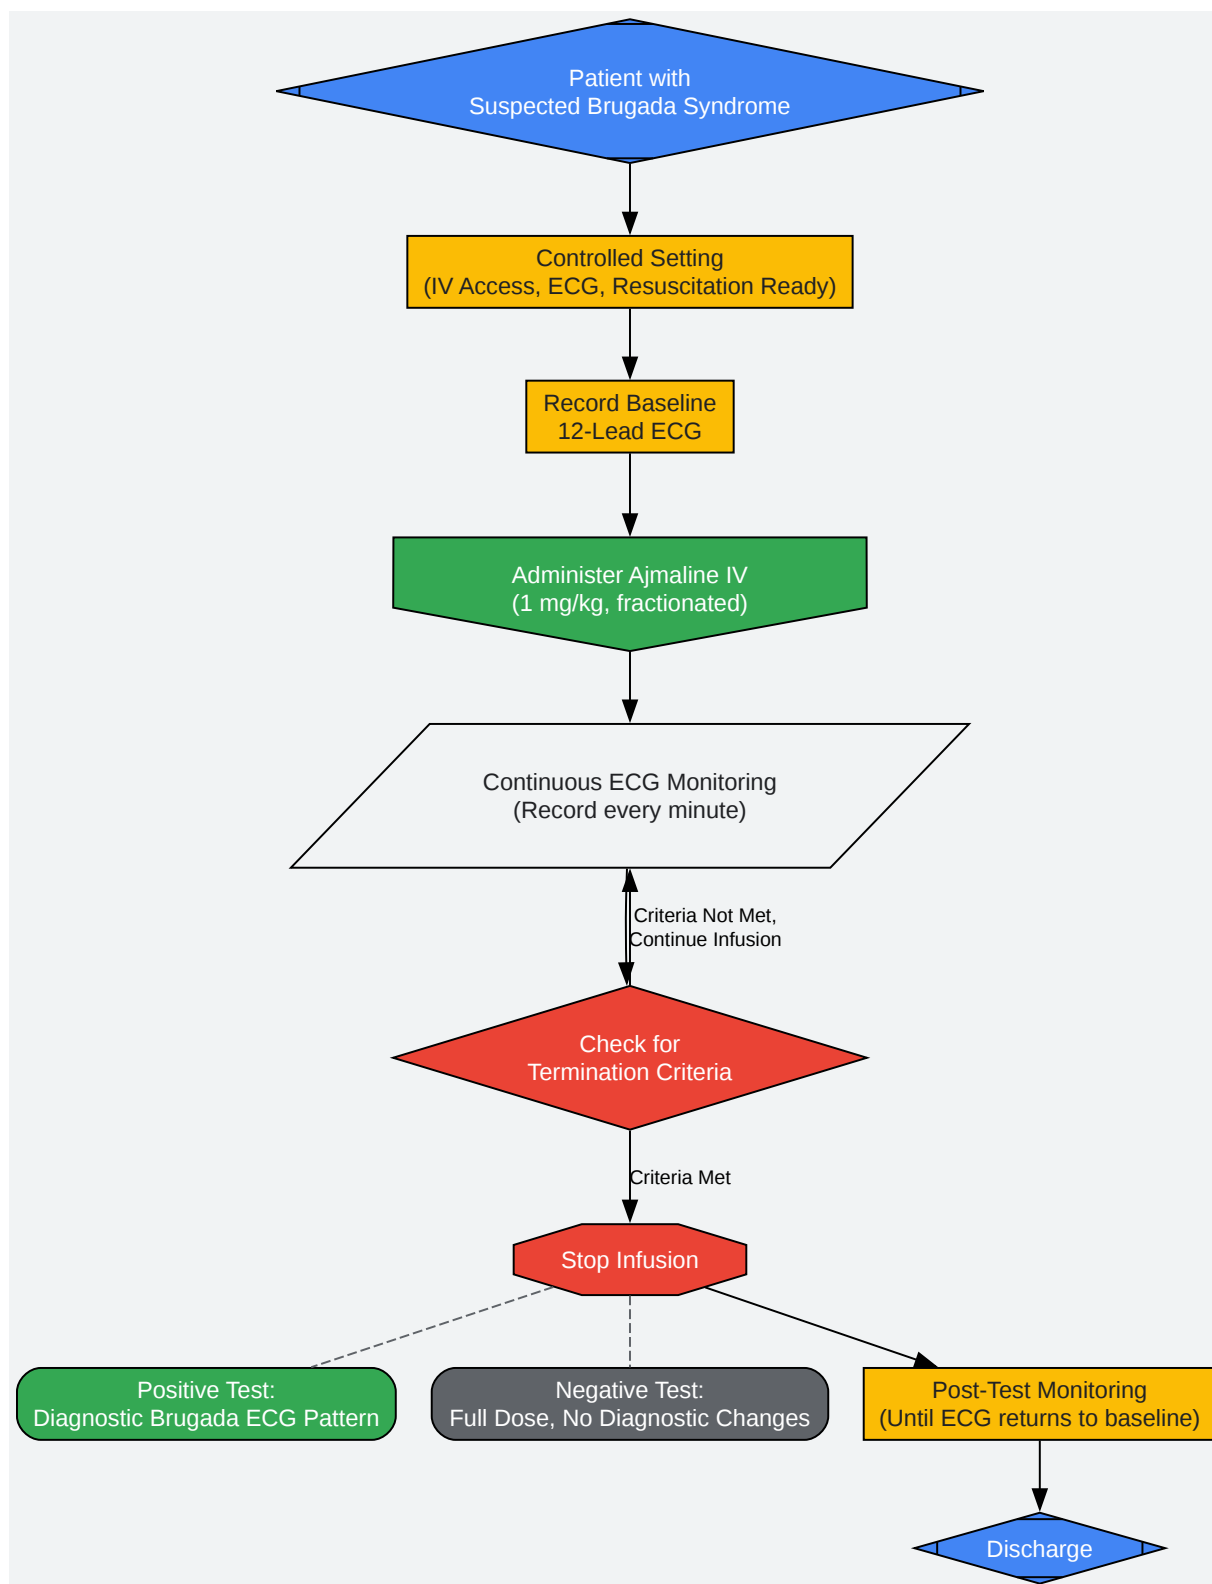 Patient with
Suspected Brugada Syndrome
Controlled Setting
(IV Access, ECG, Resuscitation Ready)
Record Baseline
12-Lead ECG
Administer Ajmaline IV
(1 mg/kg, fractionated)
Continuous ECG Monitoring
(Record every minute)
Criteria Not Met,
Continue Infusion
Check for
Termination Criteria
Criteria Met
Stop Infusion
Positive Test:
Diagnostic Brugada ECG Pattern
Negative Test:
Full Dose, No Diagnostic Changes
Post-Test Monitoring
(Until ECG returns to baseline)
Discharge